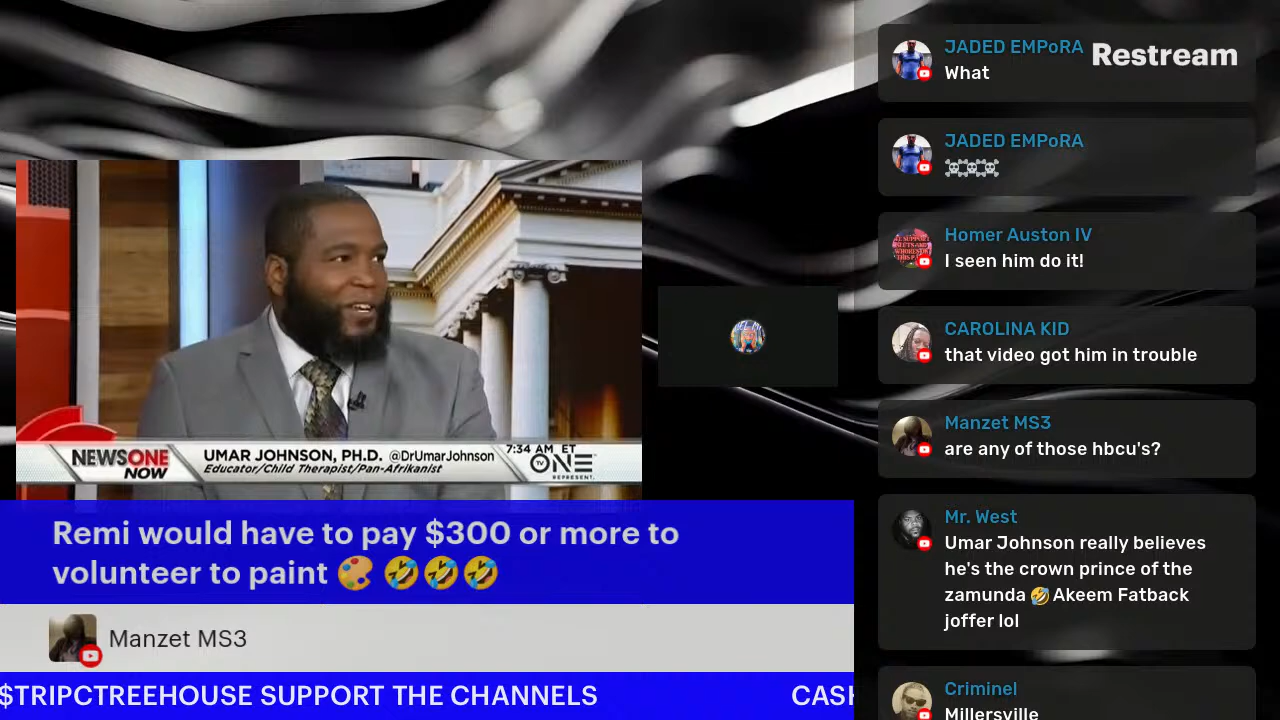 NEWSONE
NOW
UMAR JOHNSON, PH.D. @DrUmarJohnson
Educator/Child Therapist/Pan-Afrikanist
7:34 AM ET
TV ONE
REPRESENT.
Remi would have to pay $300 or more to
volunteer to paint 🎨 🤣🤣🤣
Manzet MS3
$TRIPCTREEHOUSE SUPPORT THE CHANNELS
CASH
Restream
JADED EMPoRA
What
JADED EMPoRA
☠️☠️☠️
Homer Auston IV
I seen him do it!
CAROLINA KID
that video got him in trouble
Manzet MS3
are any of those hbcu's?
Mr. West
Umar Johnson really believes
he's the crown prince of the
zamunda 🤣 Akeem Fatback
joffer lol
Criminel
Millersville